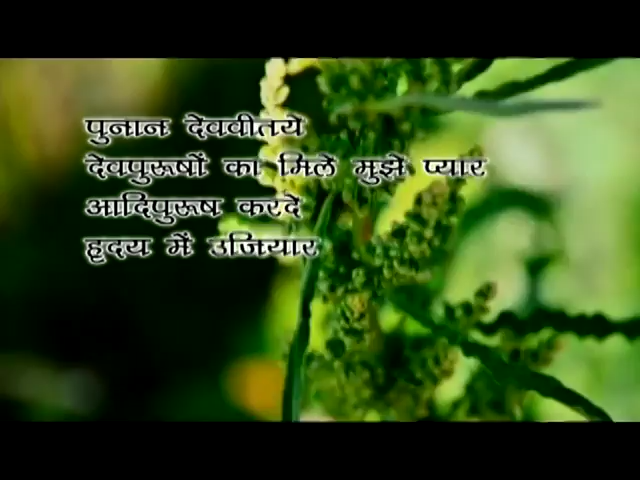 पुनान देववीतये
देवपुरूषों का मिले मुझे प्यार
आदिपुरूष करदे
हृदय में उजियार